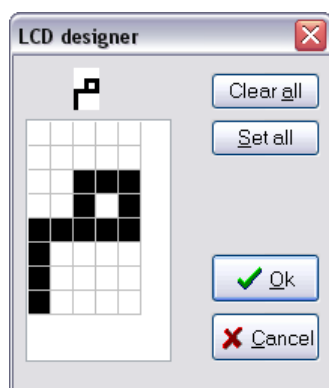 LCD designer
م
Clear all
Set all
م
Ok
Cancel